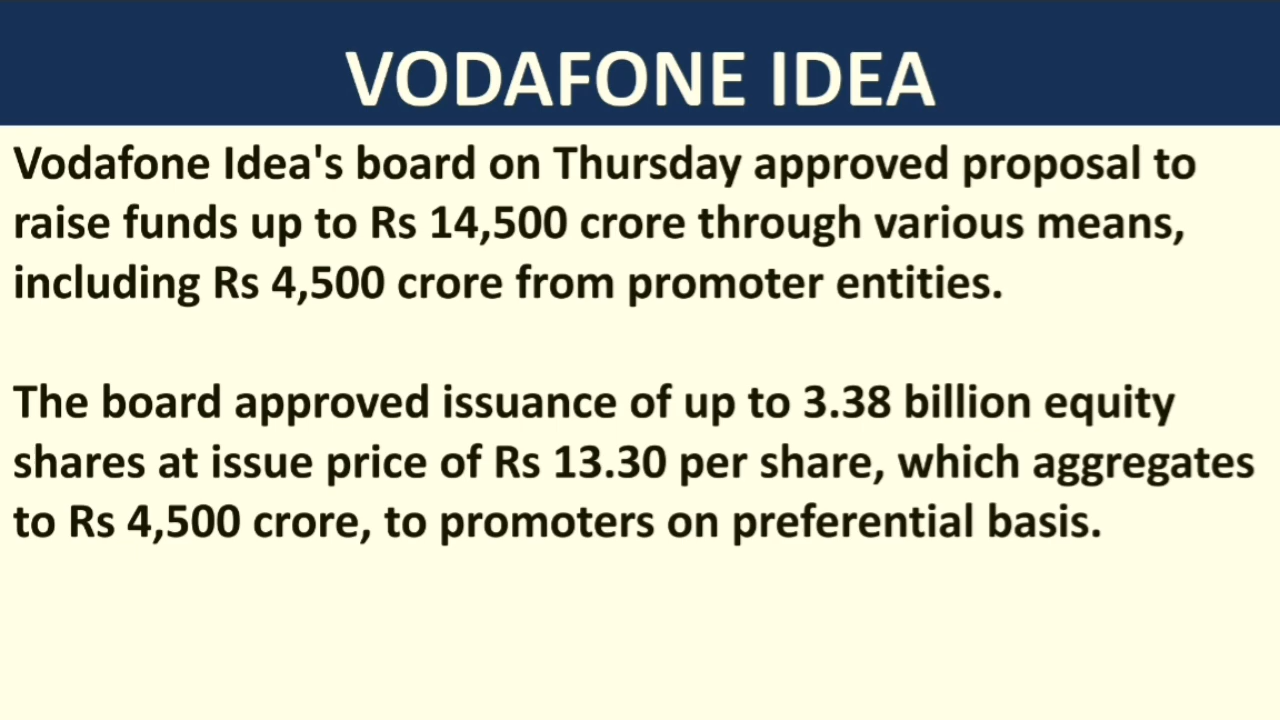 VODAFONE IDEA
Vodafone Idea's board on Thursday approved proposal to
raise funds up to Rs 14,500 crore through various means,
including Rs 4,500 crore from promoter entities.
The board approved issuance of up to 3.38 billion equity
shares at issue price of Rs 13.30 per share, which aggregates
to Rs 4,500 crore, to promoters on preferential basis.